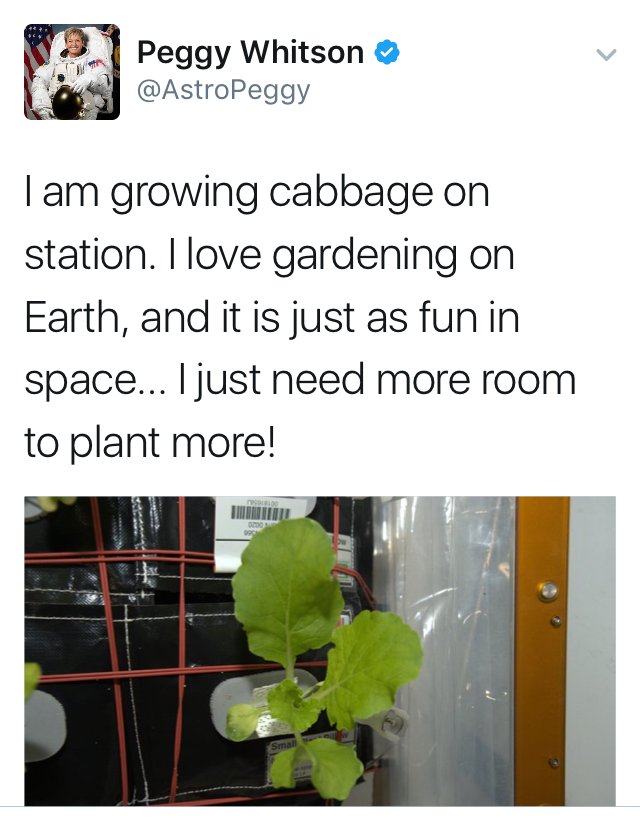 Peggy Whitson
@AstroPeggy
I am growing cabbage on
station. I love gardening on
Earth, and it is just as fun in
space... I just need more room
to plant more!
Small